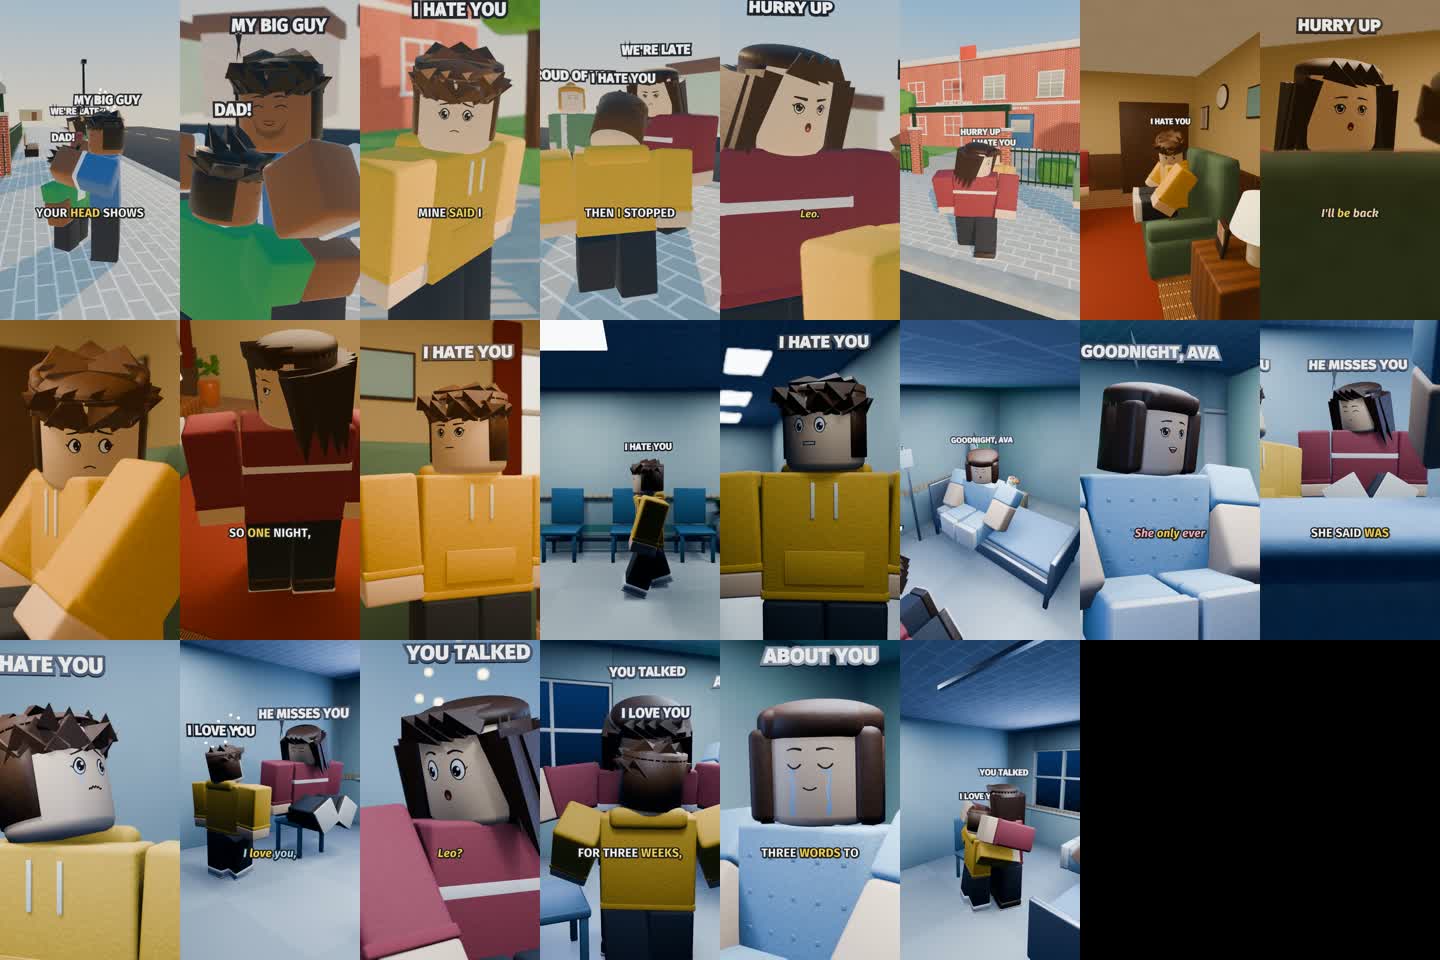 MY BIG GUY
WE'RE LATE
DAD!
YOUR HEAD SHOWS
MY BIG GUY
DAD!
I HATE YOU
MINE SAID I
WE'RE LATE
ROUD OF
I HATE YOU
THEN I STOPPED
HURRY UP
Leo.
HURRY UP
I HATE YOU
I HATE YOU
HURRY UP
I'll be back
SO ONE NIGHT,
I HATE YOU
I HATE YOU
I HATE YOU
GOODNIGHT, AVA
GOODNIGHT, AVA
She only ever
U
HE MISSES YOU
SHE SAID WAS
HATE YOU
HE MISSES YOU
I LOVE YOU
I love you,
YOU TALKED
Leo?
YOU TALKED
A
I LOVE YOU
FOR THREE WEEKS,
ABOUT YOU
THREE WORDS TO
YOU TALKED
I LOVE Y